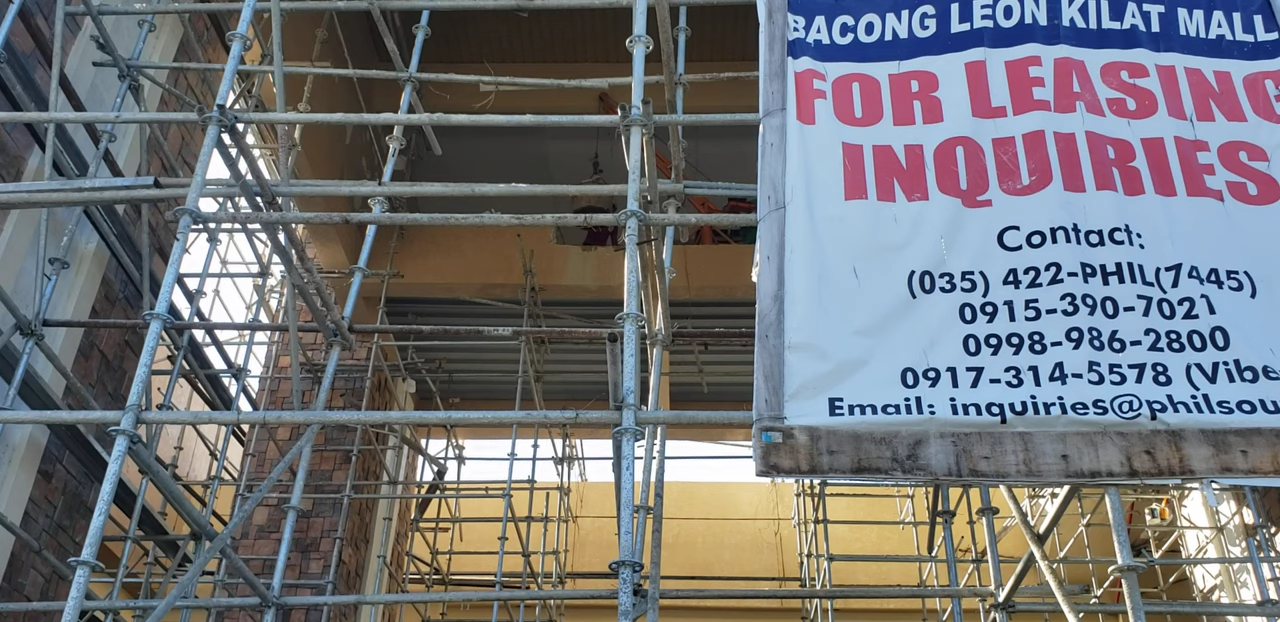 BACONG LEON KILAT MALL
FOR LEASING
INQUIRIES
Contact:
(035) 422-PHIL(7445)
0915-390-7021
0998-986-2800
0917-314-5578 (Vibe
Email: inquiries@philsou